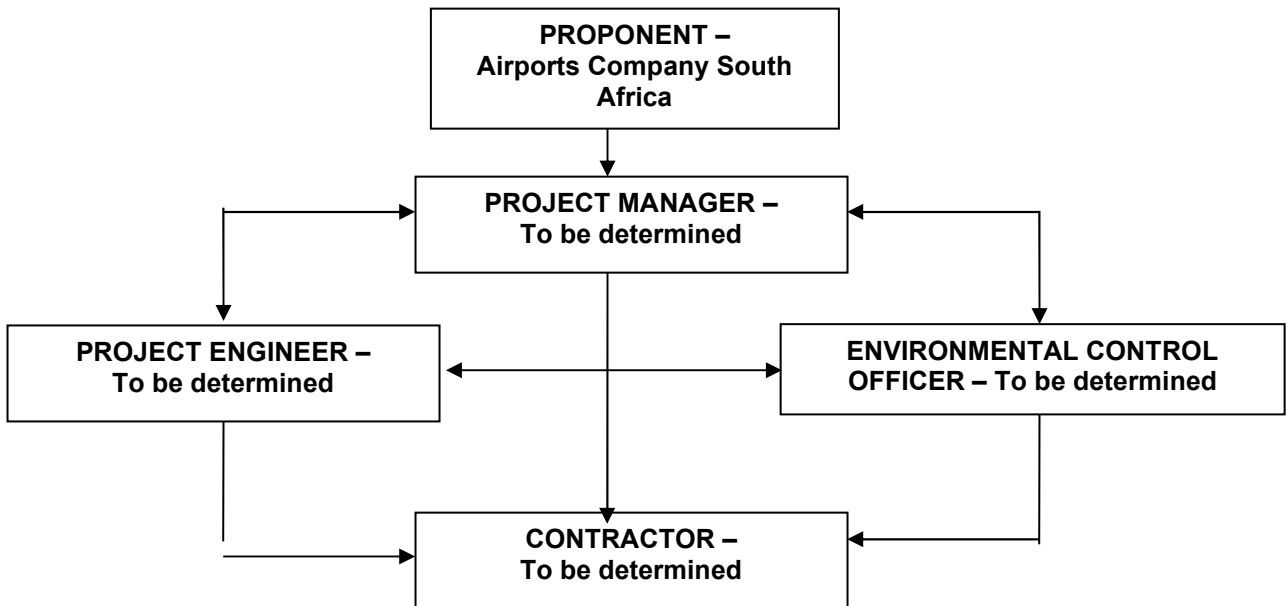 PROPONENT –
Airports Company South
Africa
PROJECT MANAGER –
To be determined
PROJECT ENGINEER –
To be determined
ENVIRONMENTAL CONTROL
OFFICER – To be determined
CONTRACTOR –
To be determined